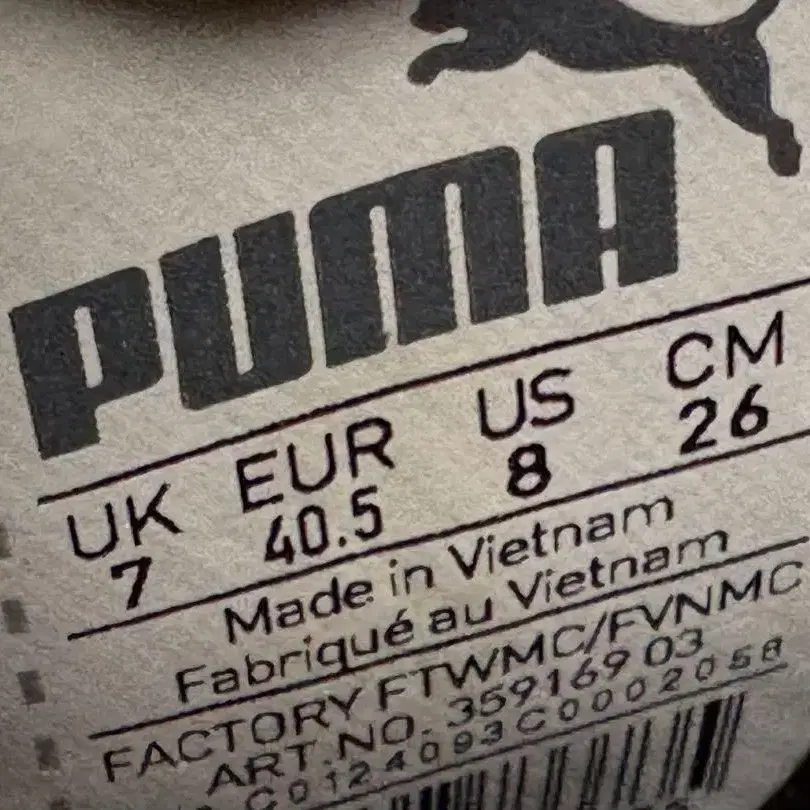 PUMA
UK EUR US CM
7 40.5 8 26
Made in Vietnam
Fabriqué au Vietnam
FACTORY FTWMC/FVNMC
ART.NO. 359169 03
C0124093C0002058